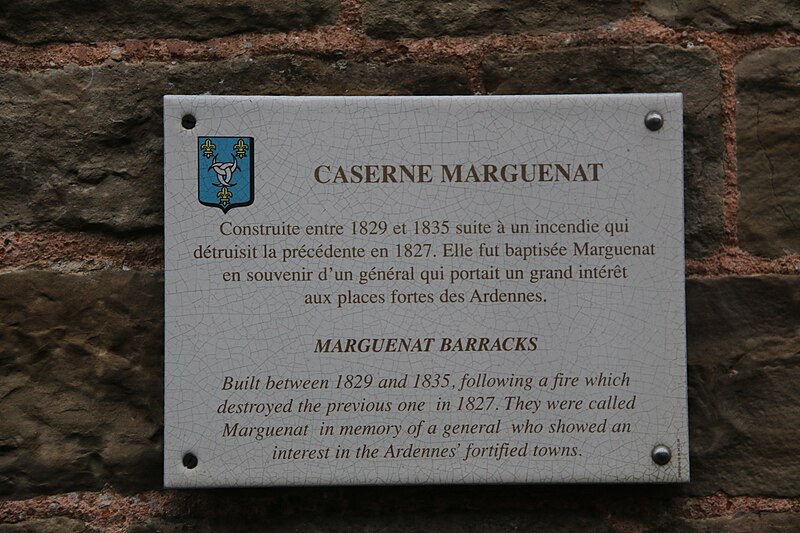 CASERNE MARGUENAT
Construite entre 1829 et 1835 suite à un incendie qui
détruisit la précédente en 1827. Elle fut baptisée Marguenat
en souvenir d'un général qui portait un grand intérêt
aux places fortes des Ardennes.
MARGUENAT BARRACKS
Built between 1829 and 1835, following a fire which
destroyed the previous one in 1827. They were called
Marguenat in memory of a general who showed an
interest in the Ardennes' fortified towns.